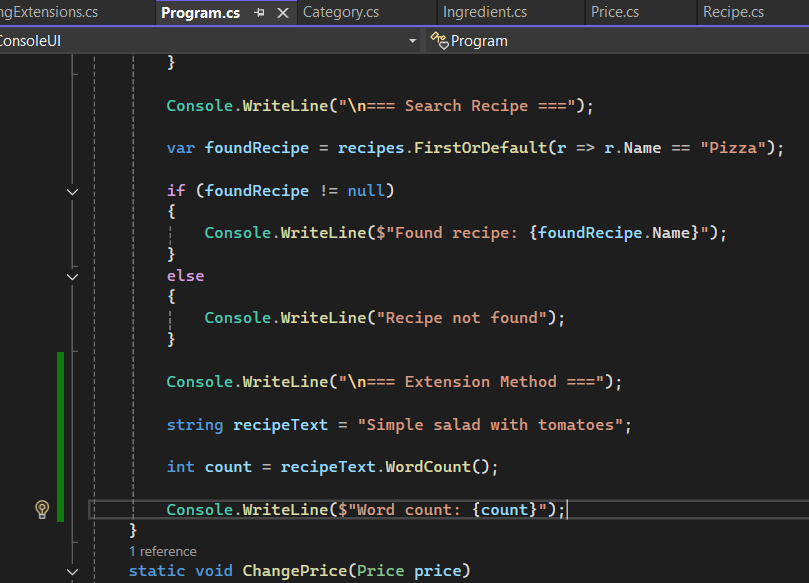 ngExtensions.cs Program.cs Category.cs Ingredient.cs Price.cs Recipe.cs
ConsoleUI Program
}
Console.WriteLine("\n=== Search Recipe ===");
var foundRecipe = recipes.FirstOrDefault(r => r.Name == "Pizza");
if (foundRecipe != null)
{
Console.WriteLine($"Found recipe: {foundRecipe.Name}");
}
else
{
Console.WriteLine("Recipe not found");
}
Console.WriteLine("\n=== Extension Method ===");
string recipeText = "Simple salad with tomatoes";
int count = recipeText.WordCount();
Console.WriteLine($"Word count: {count}");
}
1 reference
static void ChangePrice(Price price)